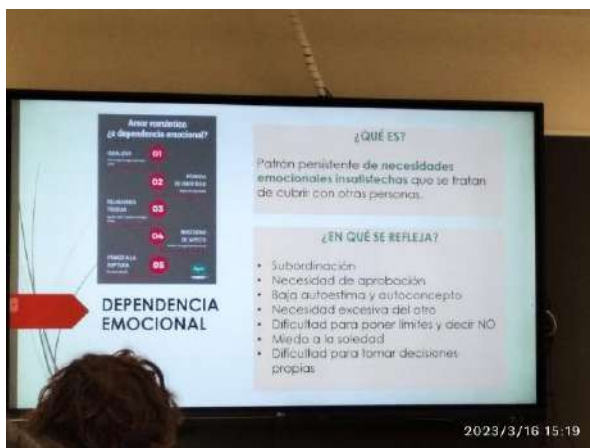 Amor romántico
¿o dependencia emocional?
01
02
03
04
05
DEPENDENCIA
EMOCIONAL
¿QUÉ ES?
Patrón persistente de necesidades
emocionales insatisfechas que se tratan
de cubrir con otras personas.
¿EN QUÉ SE REFLEJA?
• Subordinación
• Necesidad de aprobación
• Baja autoestima y autoconcepto
• Necesidad excesiva del otro
• Dificultad para poner límites y decir NO
• Miedo a la soledad
• Dificultad para tomar decisiones
propias
2023/3/16 15:19